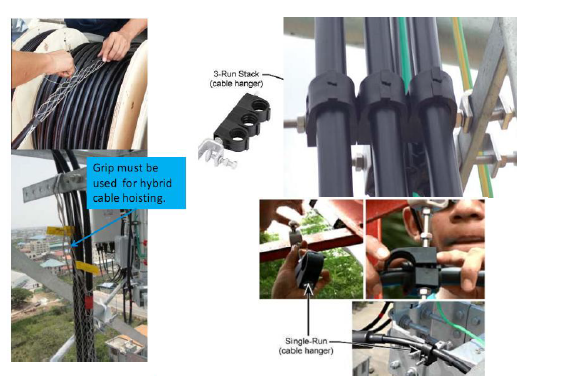 3-Run Stack
(cable hanger)
Grip must be
used for hybrid
cable hoisting.
Single-Run
(cable hanger)